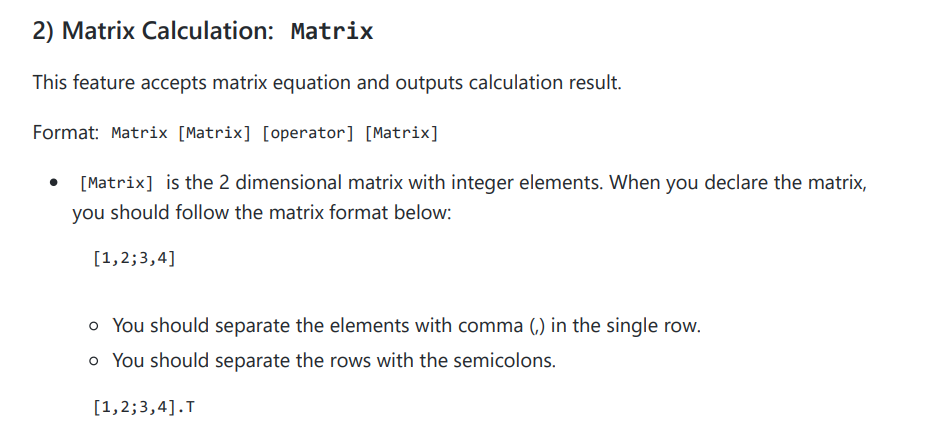 2) Matrix Calculation: Matrix
This feature accepts matrix equation and outputs calculation result.
Format: Matrix [Matrix] [operator] [Matrix]
[Matrix] is the 2 dimensional matrix with integer elements. When you declare the matrix,
you should follow the matrix format below:
[1,2;3,4]
You should separate the elements with comma (,) in the single row.
You should separate the rows with the semicolons.
[1,2;3,4].T